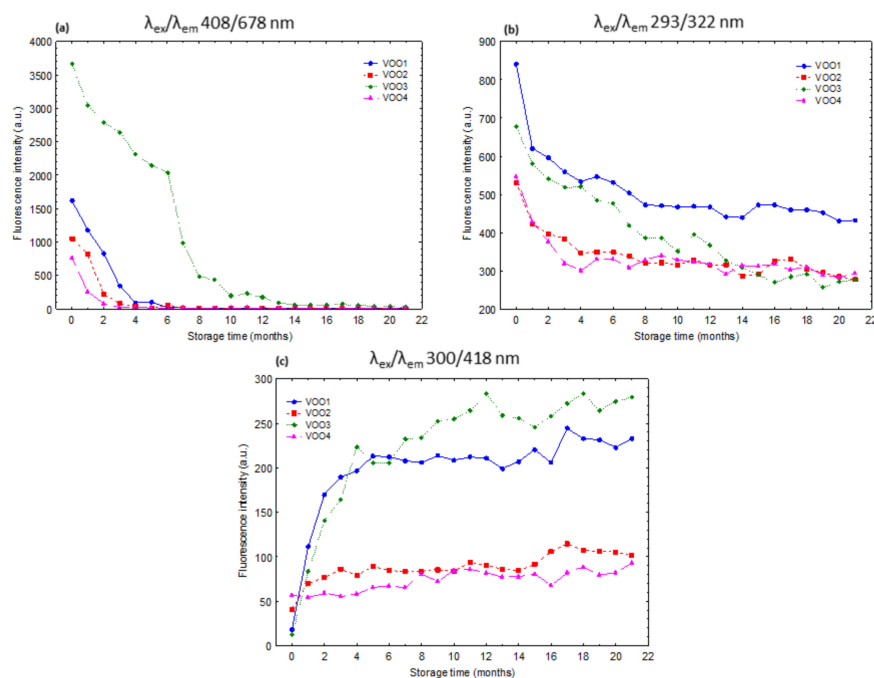 (a) λex/λem 408/678 nm
Fluorescence intensity (a.u.)
4000
3500
3000
2500
2000
1500
1000
500
0
VOO1
VOO2
VOO3
VOO4
0 2 4 6 8 10 12 14 16 18 20 22
Storage time (months)
(b) λex/λem 293/322 nm
Fluorescence intensity (a.u.)
900
800
700
600
500
400
300
200
VOO1
VOO2
VOO3
VOO4
0 2 4 6 8 10 12 14 16 18 20 22
Storage time (months)
(c) λex/λem 300/418 nm
Fluorescence intensity (a.u.)
300
250
200
150
100
50
0
VOO1
VOO2
VOO3
VOO4
0 2 4 6 8 10 12 14 16 18 20 22
Storage time (months)